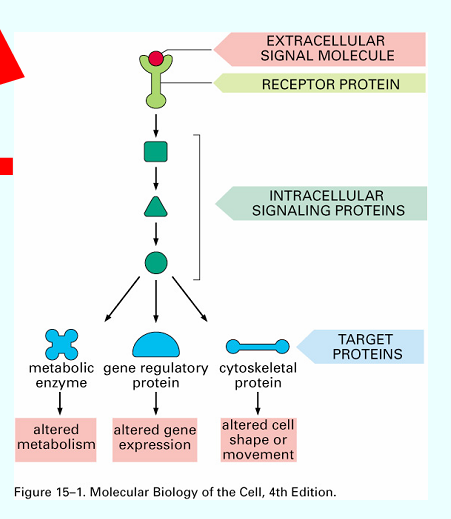 EXTRACELLULAR
SIGNAL MOLECULE
RECEPTOR PROTEIN
INTRACELLULAR
SIGNALING PROTEINS
TARGET
PROTEINS
metabolic
enzyme
gene regulatory
protein
cytoskeletal
protein
altered
metabolism
altered gene
expression
altered cell
shape or
movement
Figure 15–1. Molecular Biology of the Cell, 4th Edition.